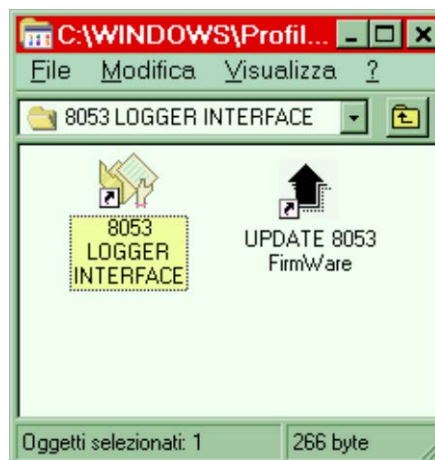 C:\WINDOWS\Profil...
File Modifica Visualizza ?
8053 LOGGER INTERFACE
8053
LOGGER
INTERFACE
UPDATE 8053
FirmWare
Oggetti selezionati: 1 266 byte